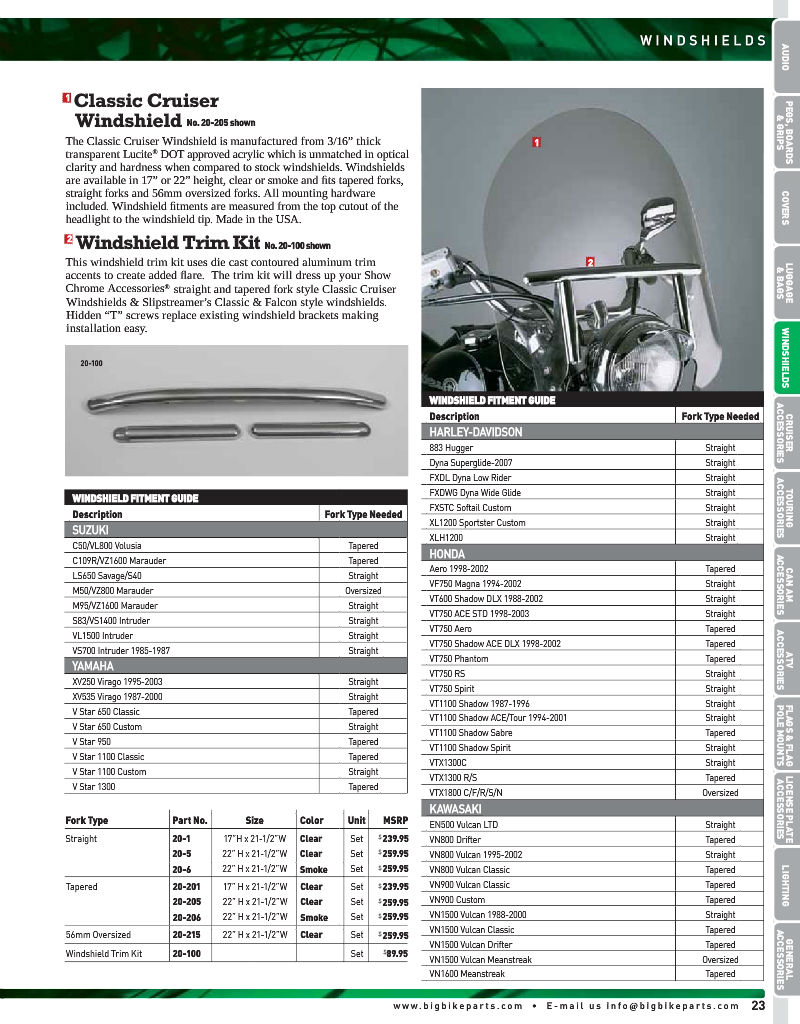 WINDSHIELDS
1 Classic Cruiser
Windshield No. 20-205 shown
The Classic Cruiser Windshield is manufactured from 3/16” thick
transparent Lucite® DOT approved acrylic which is unmatched in optical
clarity and hardness when compared to stock windshields. Windshields
are available in 17” or 22” height, clear or smoke and fits tapered forks,
straight forks and 56mm oversized forks. All mounting hardware
included. Windshield fitments are measured from the top cutout of the
headlight to the windshield tip. Made in the USA.
2 Windshield Trim Kit No. 20-100 shown
This windshield trim kit uses die cast contoured aluminum trim
accents to create added flare. The trim kit will dress up your Show
Chrome Accessories® straight and tapered fork style Classic Cruiser
Windshields & Slipstreamer’s Classic & Falcon style windshields.
Hidden “T” screws replace existing windshield brackets making
installation easy.
20-100
WINDSHIELD FITMENT GUIDE
Description Fork Type Needed
SUZUKI
C50/VL800 Volusia Tapered
C109R/VZ1600 Marauder Tapered
LS650 Savage/S40 Straight
M50/VZ800 Marauder Oversized
M95/VZ1600 Marauder Straight
S83/VS1400 Intruder Straight
VL1500 Intruder Straight
VS700 Intruder 1985-1987 Straight
YAMAHA
XV250 Virago 1995-2003 Straight
XV535 Virago 1987-2000 Straight
V Star 650 Classic Tapered
V Star 650 Custom Straight
V Star 950 Tapered
V Star 1100 Classic Tapered
V Star 1100 Custom Straight
V Star 1300 Tapered
Fork Type Part No. Size Color Unit MSRP
Straight 20-1 17”H x 21-1/2”W Clear Set $239.95
20-5 22” H x 21-1/2”W Clear Set $259.95
20-6 22” H x 21-1/2”W Smoke Set $259.95
Tapered 20-201 17” H x 21-1/2”W Clear Set $239.95
20-205 22” H x 21-1/2”W Clear Set $259.95
20-206 22” H x 21-1/2”W Smoke Set $259.95
56mm Oversized 20-215 22” H x 21-1/2”W Clear Set $259.95
Windshield Trim Kit 20-100 Set $89.95
1
2
WINDSHIELD FITMENT GUIDE
Description Fork Type Needed
HARLEY-DAVIDSON
883 Hugger Straight
Dyna Superglide-2007 Straight
FXDL Dyna Low Rider Straight
FXDWG Dyna Wide Glide Straight
FXSTC Softail Custom Straight
XL1200 Sportster Custom Straight
XLH1200 Straight
HONDA
Aero 1998-2002 Tapered
VF750 Magna 1994-2002 Straight
VT600 Shadow DLX 1988-2002 Straight
VT750 ACE STD 1998-2003 Straight
VT750 Aero Tapered
VT750 Shadow ACE DLX 1998-2002 Tapered
VT750 Phantom Tapered
VT750 RS Straight
VT750 Spirit Straight
VT1100 Shadow 1987-1996 Straight
VT1100 Shadow ACE/Tour 1994-2001 Straight
VT1100 Shadow Sabre Tapered
VT1100 Shadow Spirit Straight
VTX1300C Straight
VTX1300 R/S Tapered
VTX1800 C/F/R/S/N Oversized
KAWASAKI
EN500 Vulcan LTD Straight
VN800 Drifter Tapered
VN800 Vulcan 1995-2002 Straight
VN800 Vulcan Classic Tapered
VN900 Vulcan Classic Tapered
VN900 Custom Tapered
VN1500 Vulcan 1988-2000 Straight
VN1500 Vulcan Classic Tapered
VN1500 Vulcan Drifter Tapered
VN1500 Vulcan Meanstreak Oversized
VN1600 Meanstreak Tapered
AUDIO
PEGS, BOARDS
& GRIPS
COVERS
LUGGAGE
& BAGS
WINDSHIELDS
CRUISER
ACCESSORIES
TOURING
ACCESSORIES
CAN AM
ACCESSORIES
ATV
ACCESSORIES
FLAGS & FLAG
POLE MOUNTS
LICENSE PLATE
ACCESSORIES
LIGHTING
GENERAL
ACCESSORIES
www.bigbikeparts.com • E-mail us info@bigbikeparts.com 23